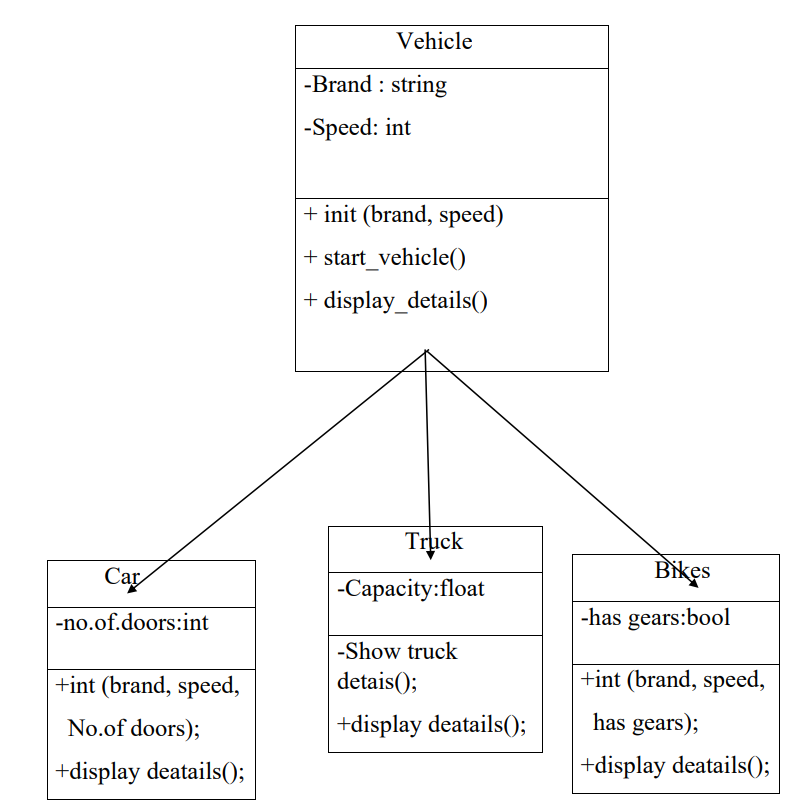 Vehicle
-Brand : string
-Speed: int
+ init (brand, speed)
+ start_vehicle()
+ display_details()
Car
-no.of.doors:int
+int (brand, speed,
No.of doors);
+display deatails();
Truck
-Capacity:float
-Show truck
detais();
+display deatails();
Bikes
-has gears:bool
+int (brand, speed,
has gears);
+display deatails();